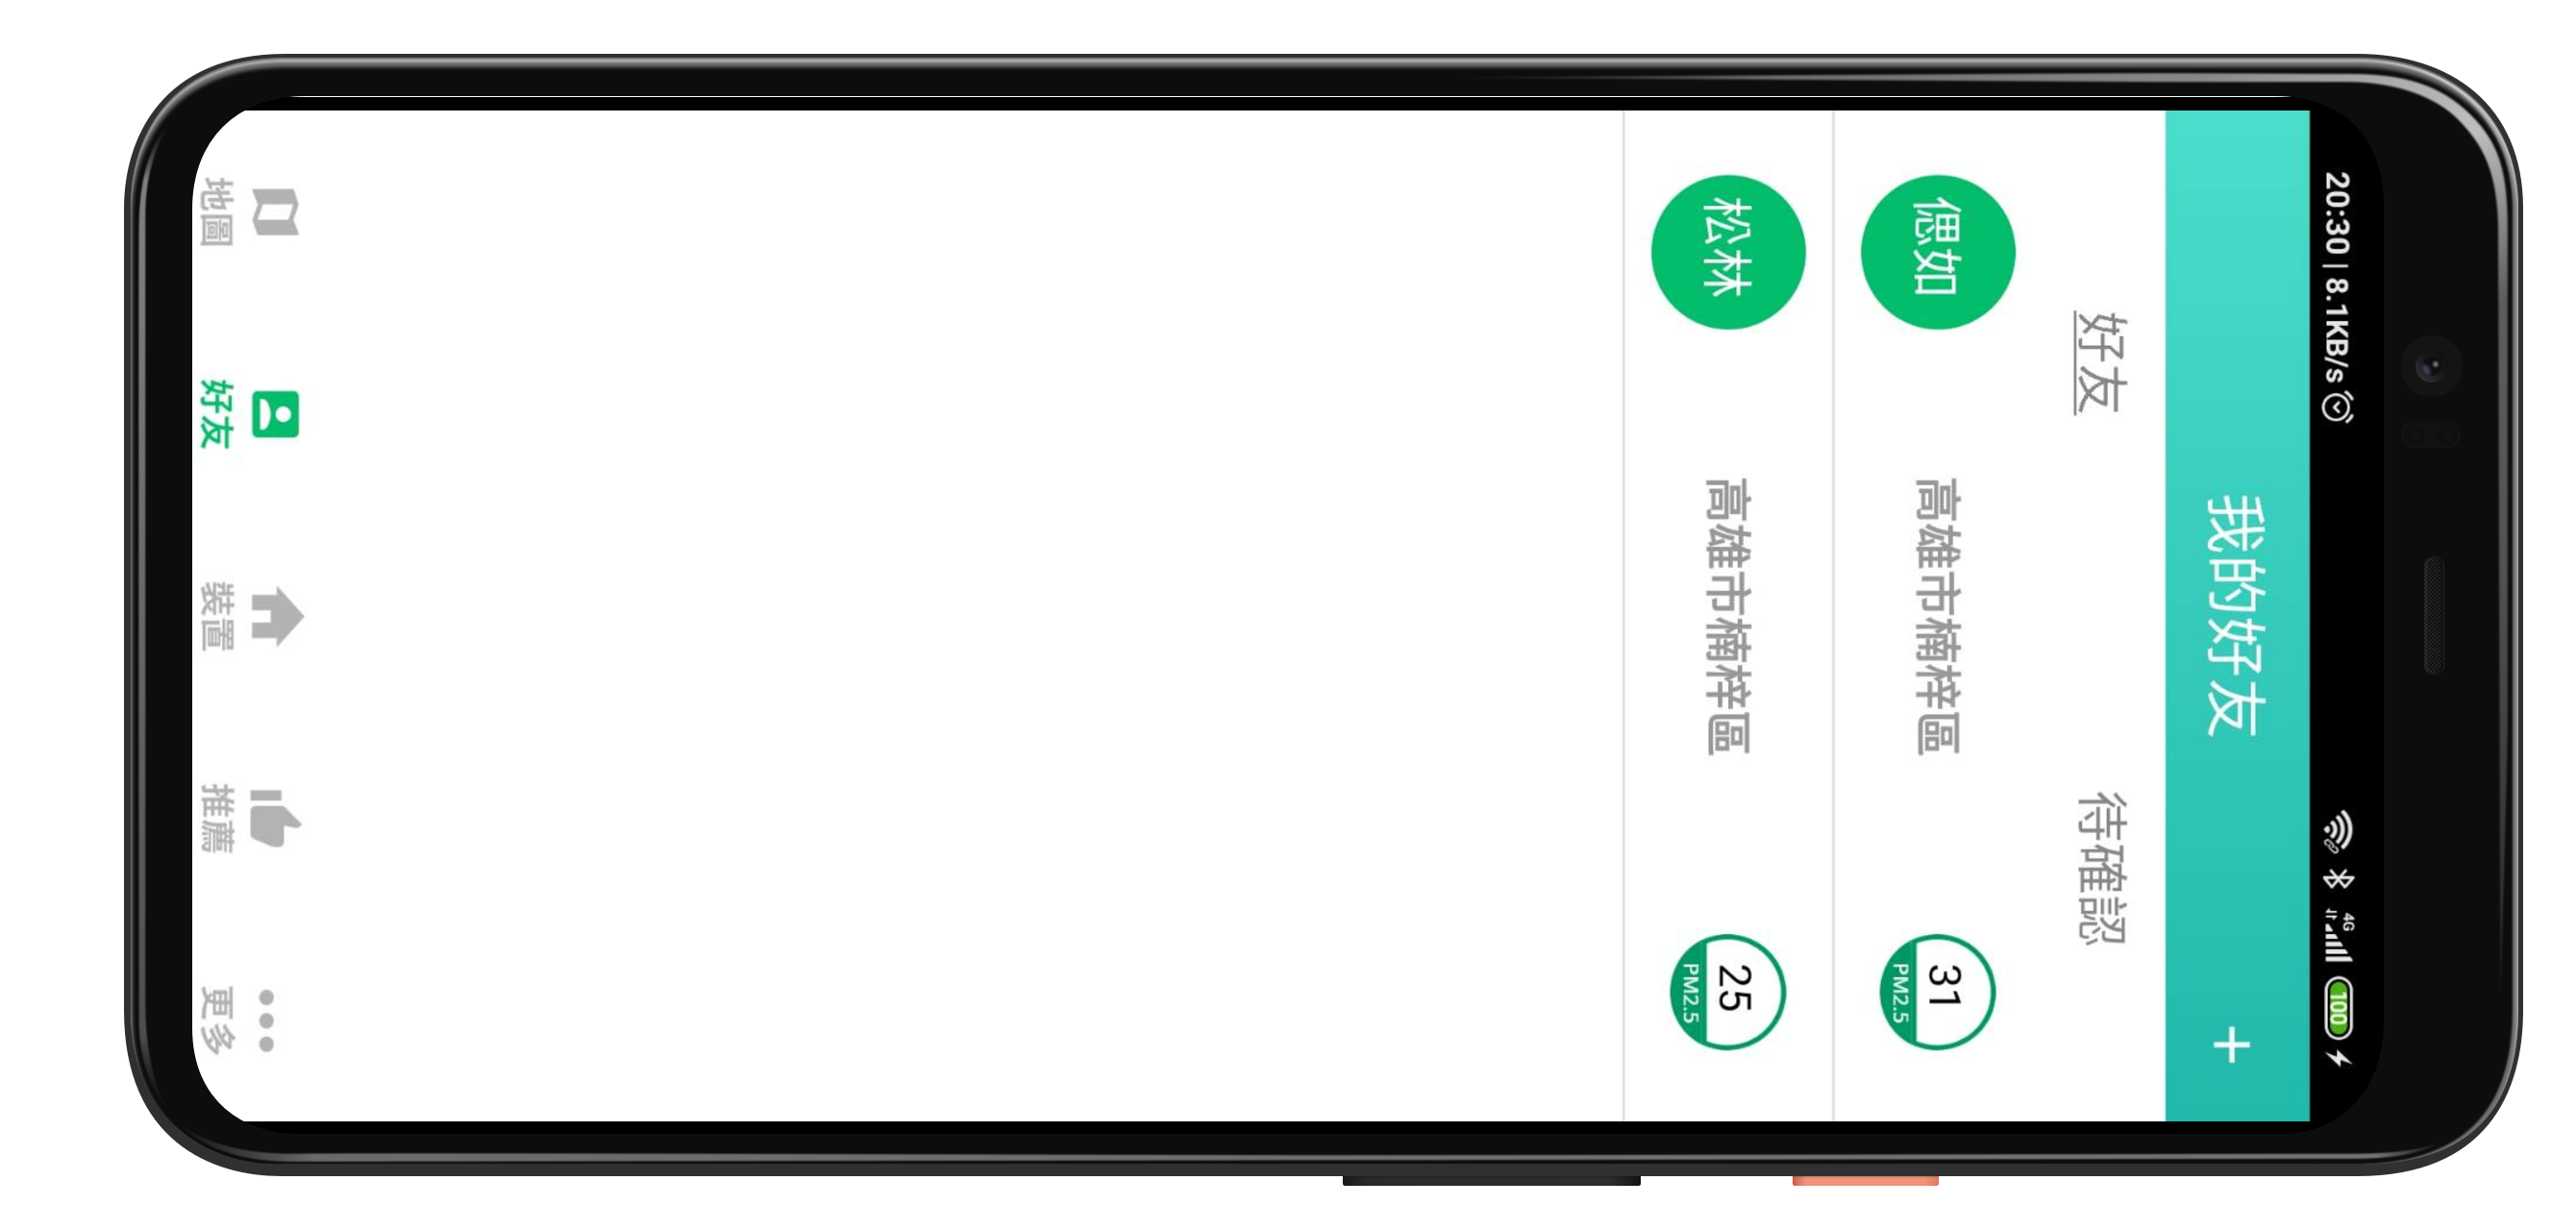 20:30 | 8.1KB/s 4G 100
我的好友 +
好友 待確認
偲如 高雄市楠梓區 31 PM2.5
松林 高雄市楠梓區 25 PM2.5
地圖 好友 裝置 推薦 更多